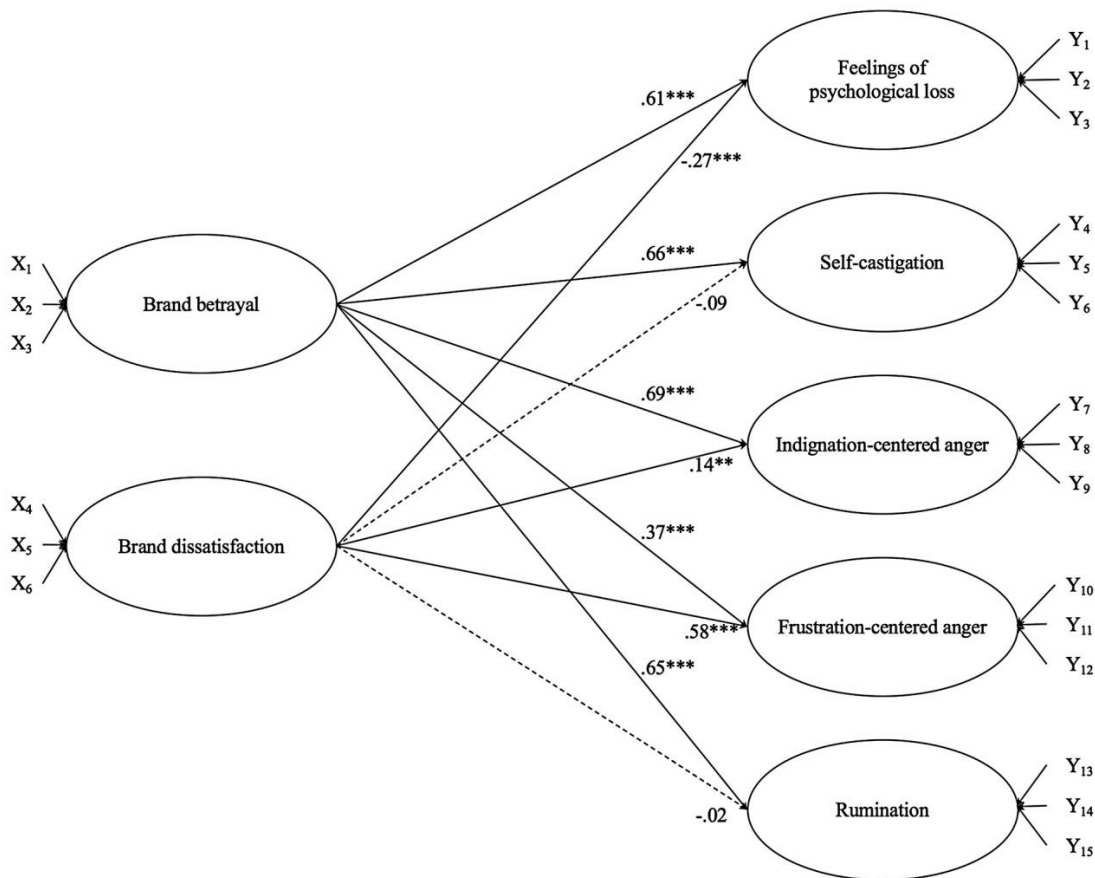 Y₁
Feelings of
psychological loss
Y₂
Y₃
.61***
-.27***
Y₄
X₁
.66***
Self-castigation
Y₅
X₂
Brand betrayal
-.09
Y₆
X₃
.69***
Y₇
Indignation-centered anger
Y₈
.14**
Y₉
X₄
X₅
Brand dissatisfaction
.37***
X₆
Y₁₀
Frustration-centered anger
Y₁₁
.58***
Y₁₂
.65***
Y₁₃
Rumination
Y₁₄
-.02
Y₁₅